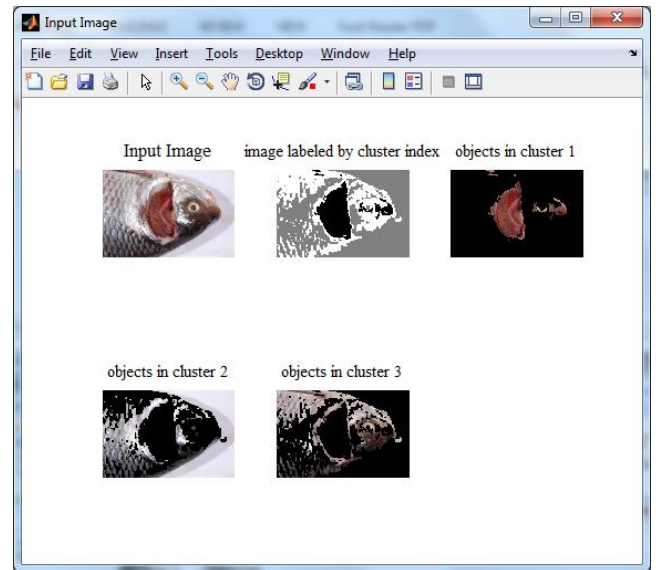 Input Image
File Edit View Insert Tools Desktop Window Help
Input Image
image labeled by cluster index
objects in cluster 1
objects in cluster 2
objects in cluster 3